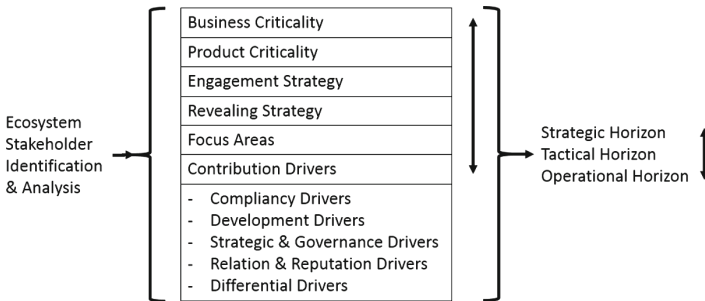 Ecosystem
Stakeholder
Identification
& Analysis
Business Criticality
Product Criticality
Engagement Strategy
Revealing Strategy
Focus Areas
Contribution Drivers
- Compliancy Drivers
- Development Drivers
- Strategic & Governance Drivers
- Relation & Reputation Drivers
- Differential Drivers
Strategic Horizon
Tactical Horizon
Operational Horizon